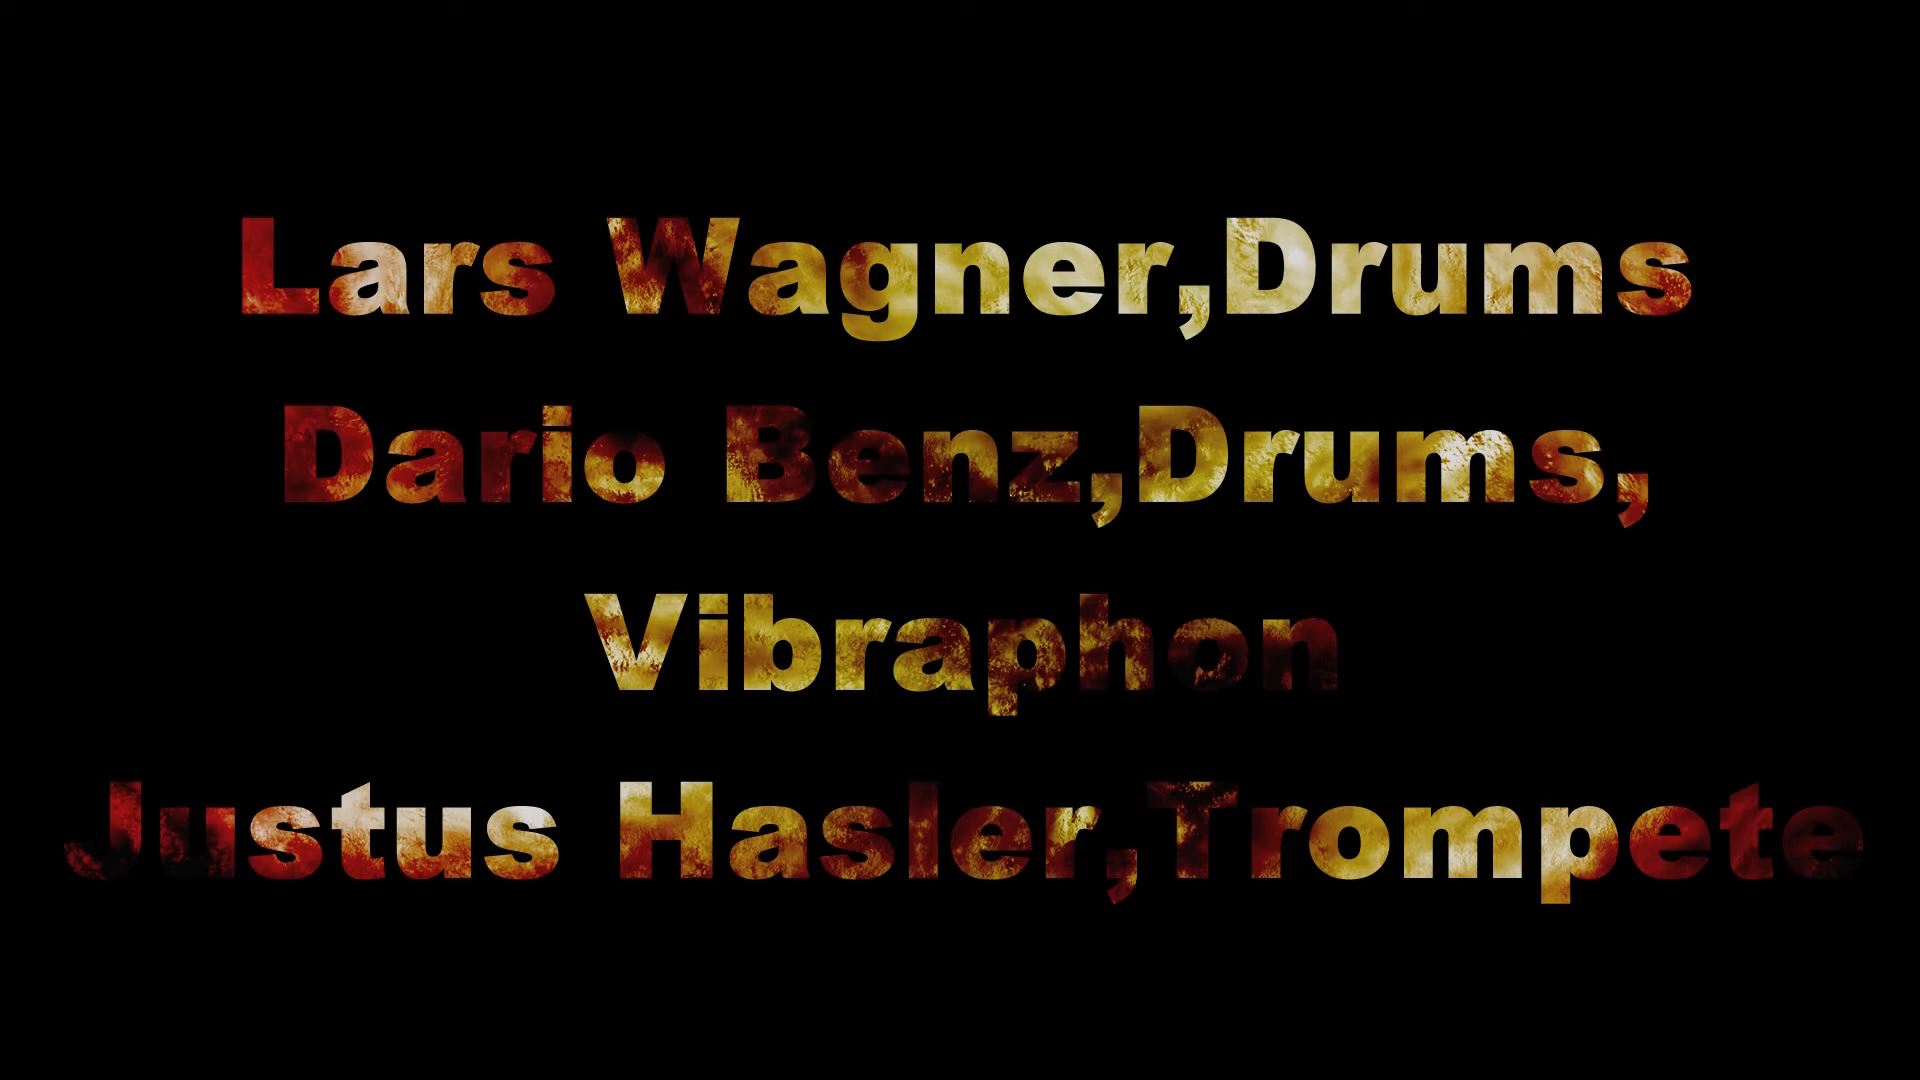 Lars Wagner,Drums
Dario Benz,Drums,
Vibraphon
Justus Hasler,Trompete